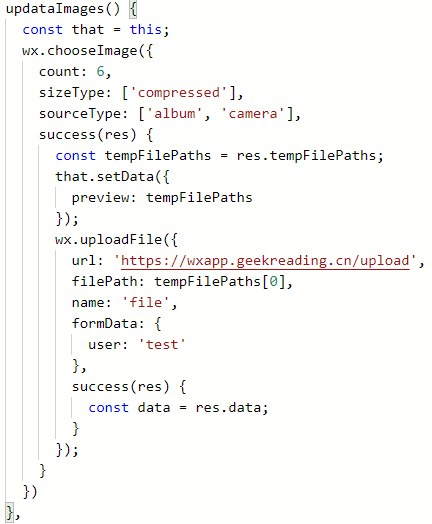 updataImages() {
const that = this;
wx.chooseImage({
count: 6,
sizeType: ['compressed'],
sourceType: ['album', 'camera'],
success(res) {
const tempFilePaths = res.tempFilePaths;
that.setData({
preview: tempFilePaths
});
wx.uploadFile({
url: 'https://wxapp.geekreading.cn/upload',
filePath: tempFilePaths[0],
name: 'file',
formData: {
user: 'test'
},
success(res) {
const data = res.data;
}
});
}
})
},